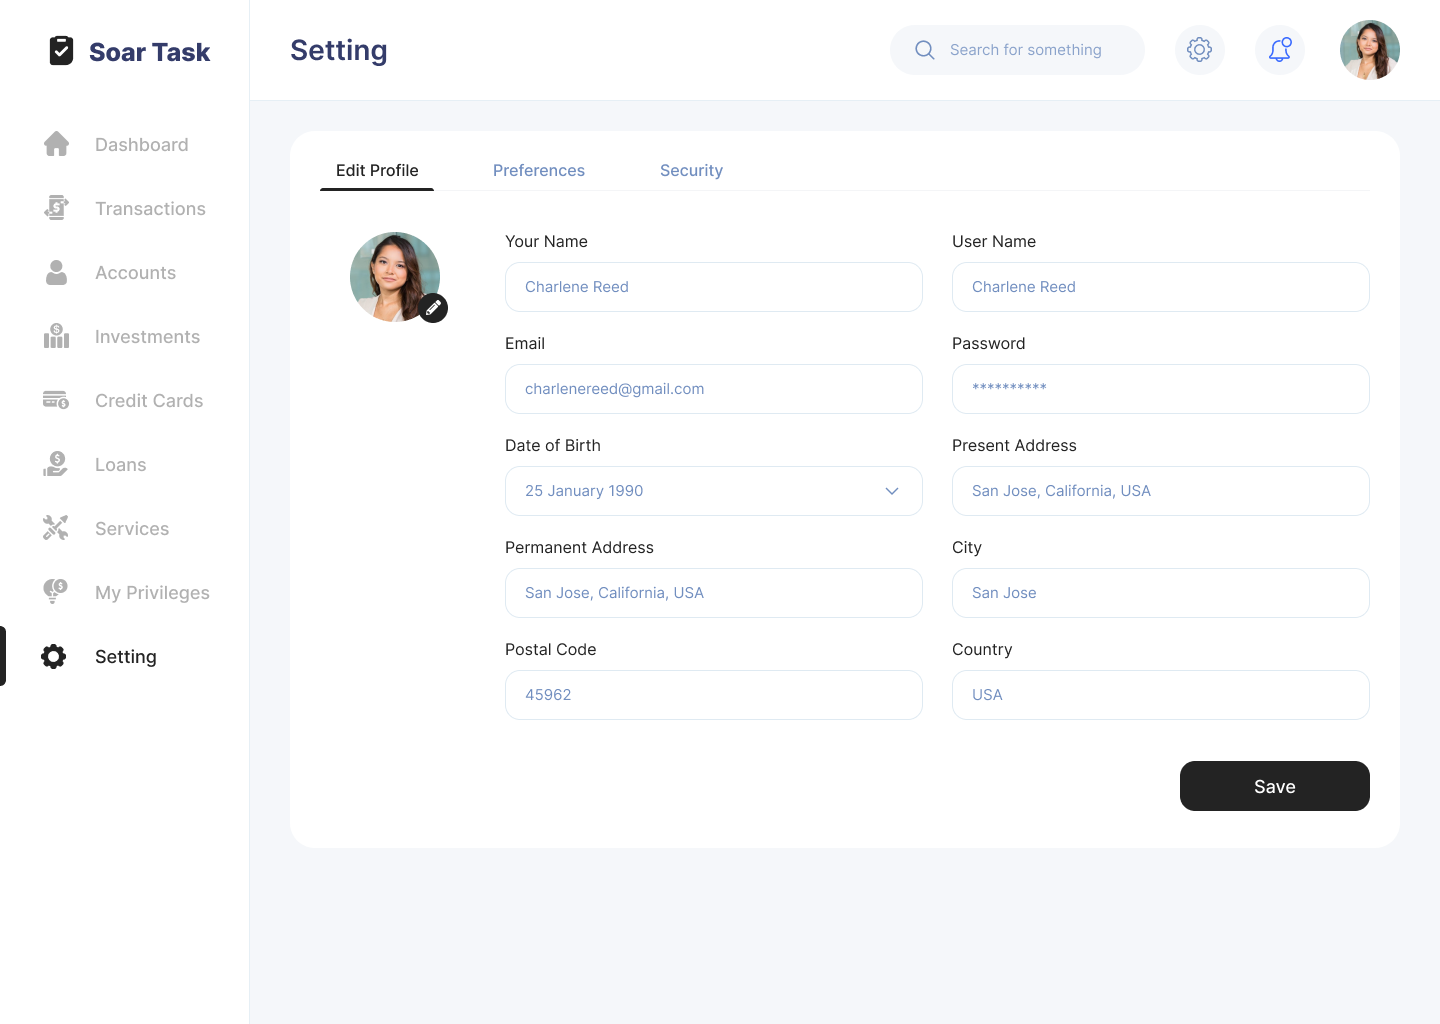 Soar Task
Setting
Search for something
Dashboard
Transactions
Accounts
Investments
Credit Cards
Loans
Services
My Privileges
Setting
Edit Profile
Preferences
Security
Your Name
Charlene Reed
User Name
Charlene Reed
Email
charlenereed@gmail.com
Password
**********
Date of Birth
25 January 1990
Present Address
San Jose, California, USA
Permanent Address
San Jose, California, USA
City
San Jose
Postal Code
45962
Country
USA
Save